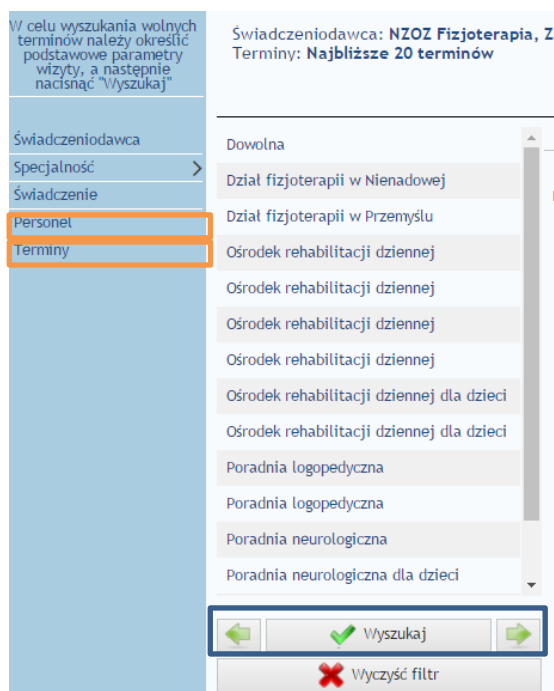 W celu wyszukania wolnych
terminów należy określić
podstawowe parametry
wizyty, a następnie
nacisnąć "Wyszukaj"
Świadczeniodawca
Specjalność
Świadczenie
Personel
Terminy
Świadczeniodawca: NZOZ Fizjoterapia, Z
Terminy: Najbliższe 20 terminów
Dowolna
Dział fizjoterapii w Nienadowej
Dział fizjoterapii w Przemyślu
Ośrodek rehabilitacji dziennej
Ośrodek rehabilitacji dziennej
Ośrodek rehabilitacji dziennej
Ośrodek rehabilitacji dziennej
Ośrodek rehabilitacji dziennej dla dzieci
Ośrodek rehabilitacji dziennej dla dzieci
Poradnia logopedyczna
Poradnia logopedyczna
Poradnia neurologiczna
Poradnia neurologiczna dla dzieci
Wyszukaj
Wyczyść filtr